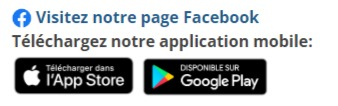 Visitez notre page Facebook
Téléchargez notre application mobile:
Télécharger dans
l'App Store
DISPONIBLE SUR
Google Play